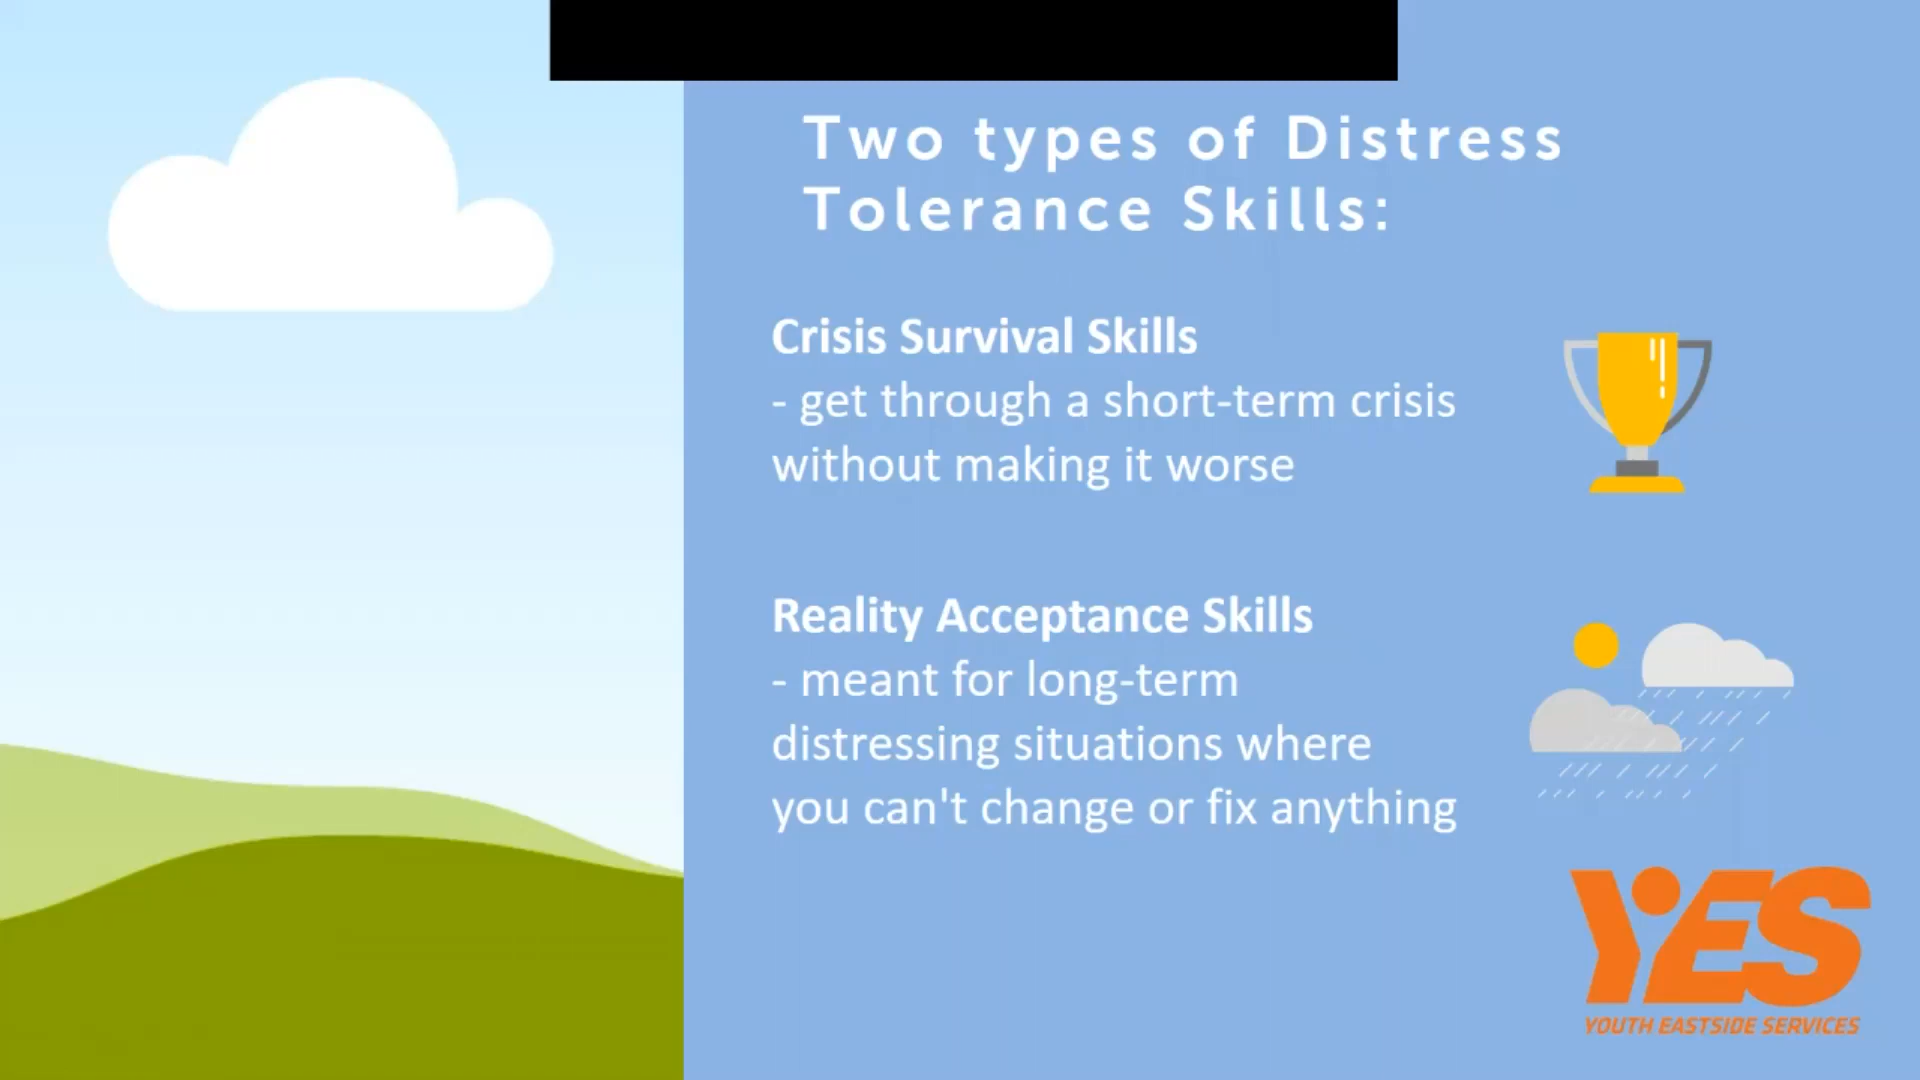 Two types of Distress
Tolerance Skills:
Crisis Survival Skills
- get through a short-term crisis
without making it worse
Reality Acceptance Skills
- meant for long-term
distressing situations where
you can't change or fix anything
YES
YOUTH EASTSIDE SERVICES